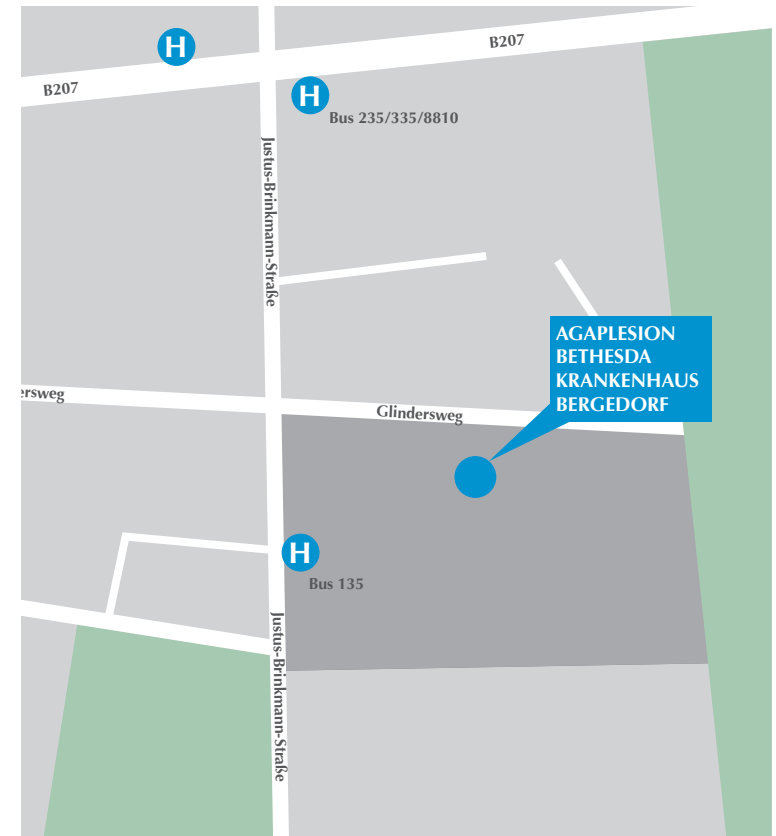 H
B207
B207
H
Bus 235/335/8810
Justus-Brinkmann-Straße
AGAPLESION
BETHESDA
KRANKENHAUS
BERGEDORF
ersweg
Glindersweg
H
Bus 135
Justus-Brinkmann-Straße